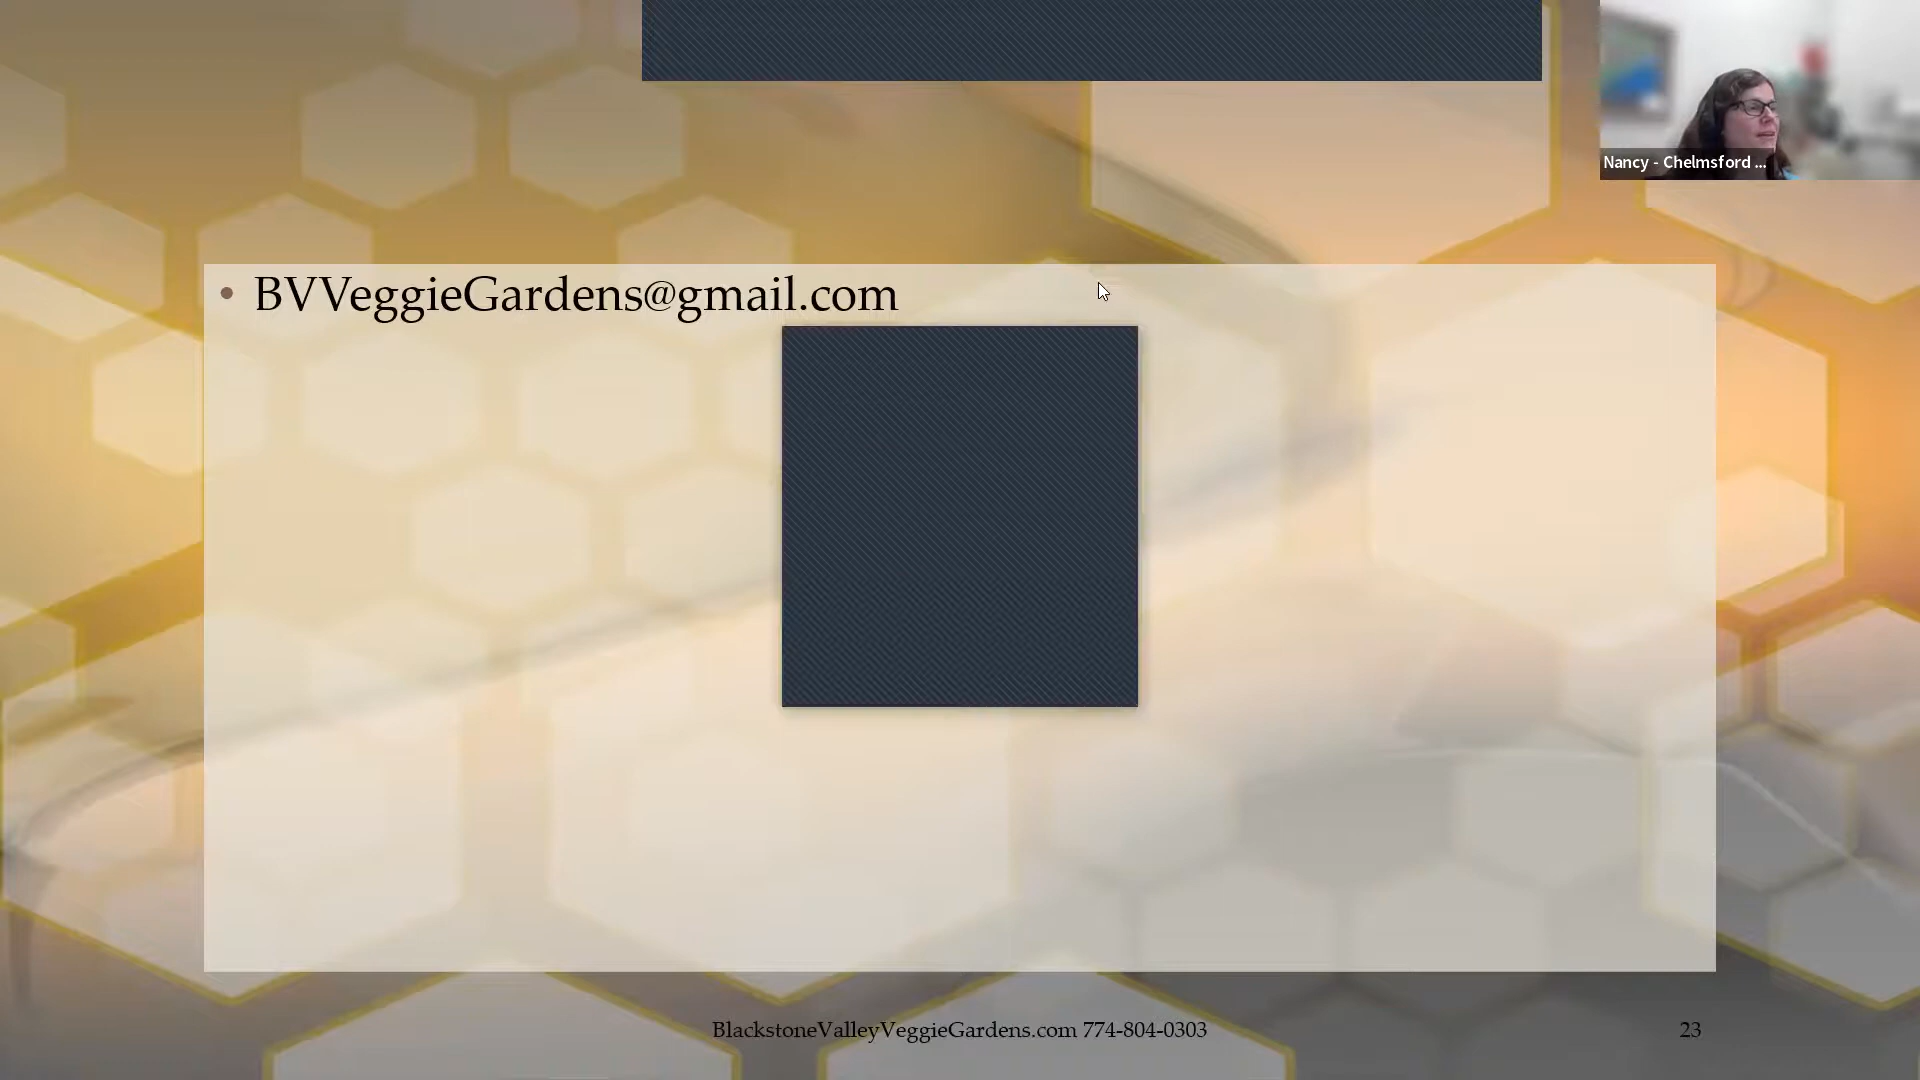 Nancy - Chelmsford ...
• BVVeggieGardens@gmail.com
BlackstoneValleyVeggieGardens.com 774-804-0303
23